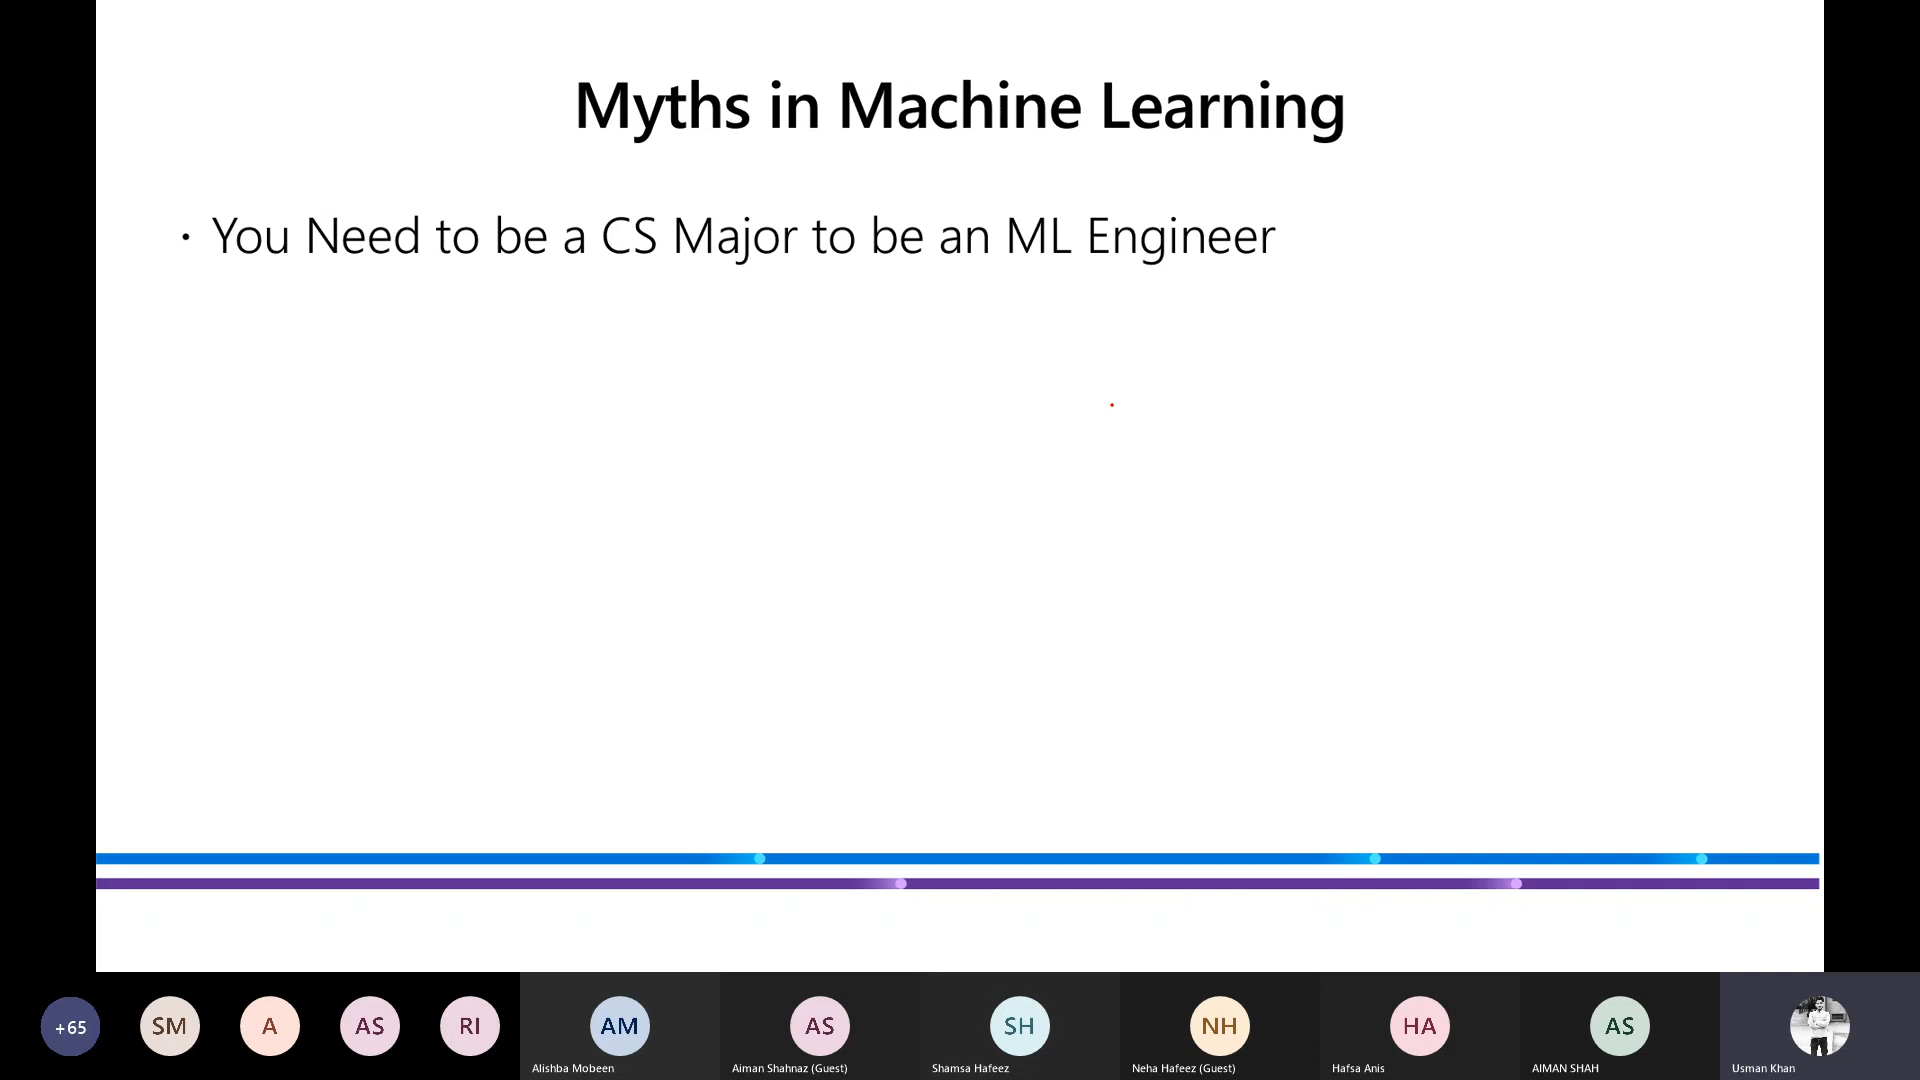 Myths in Machine Learning
• You Need to be a CS Major to be an ML Engineer
+65
SM
A
AS
RI
AM
AS
SH
NH
HA
AS
Alishba Mobeen
Aiman Shahnaz (Guest)
Shamsa Hafeez
Neha Hafeez (Guest)
Hafsa Anis
AIMAN SHAH
Usman Khan